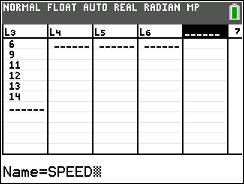 NORMAL FLOAT AUTO REAL RADIAN MP
L3 L4 L5 L6 ------ 7
6 ------ ------ ------
9
11
12
13
14
------
Name=SPEED